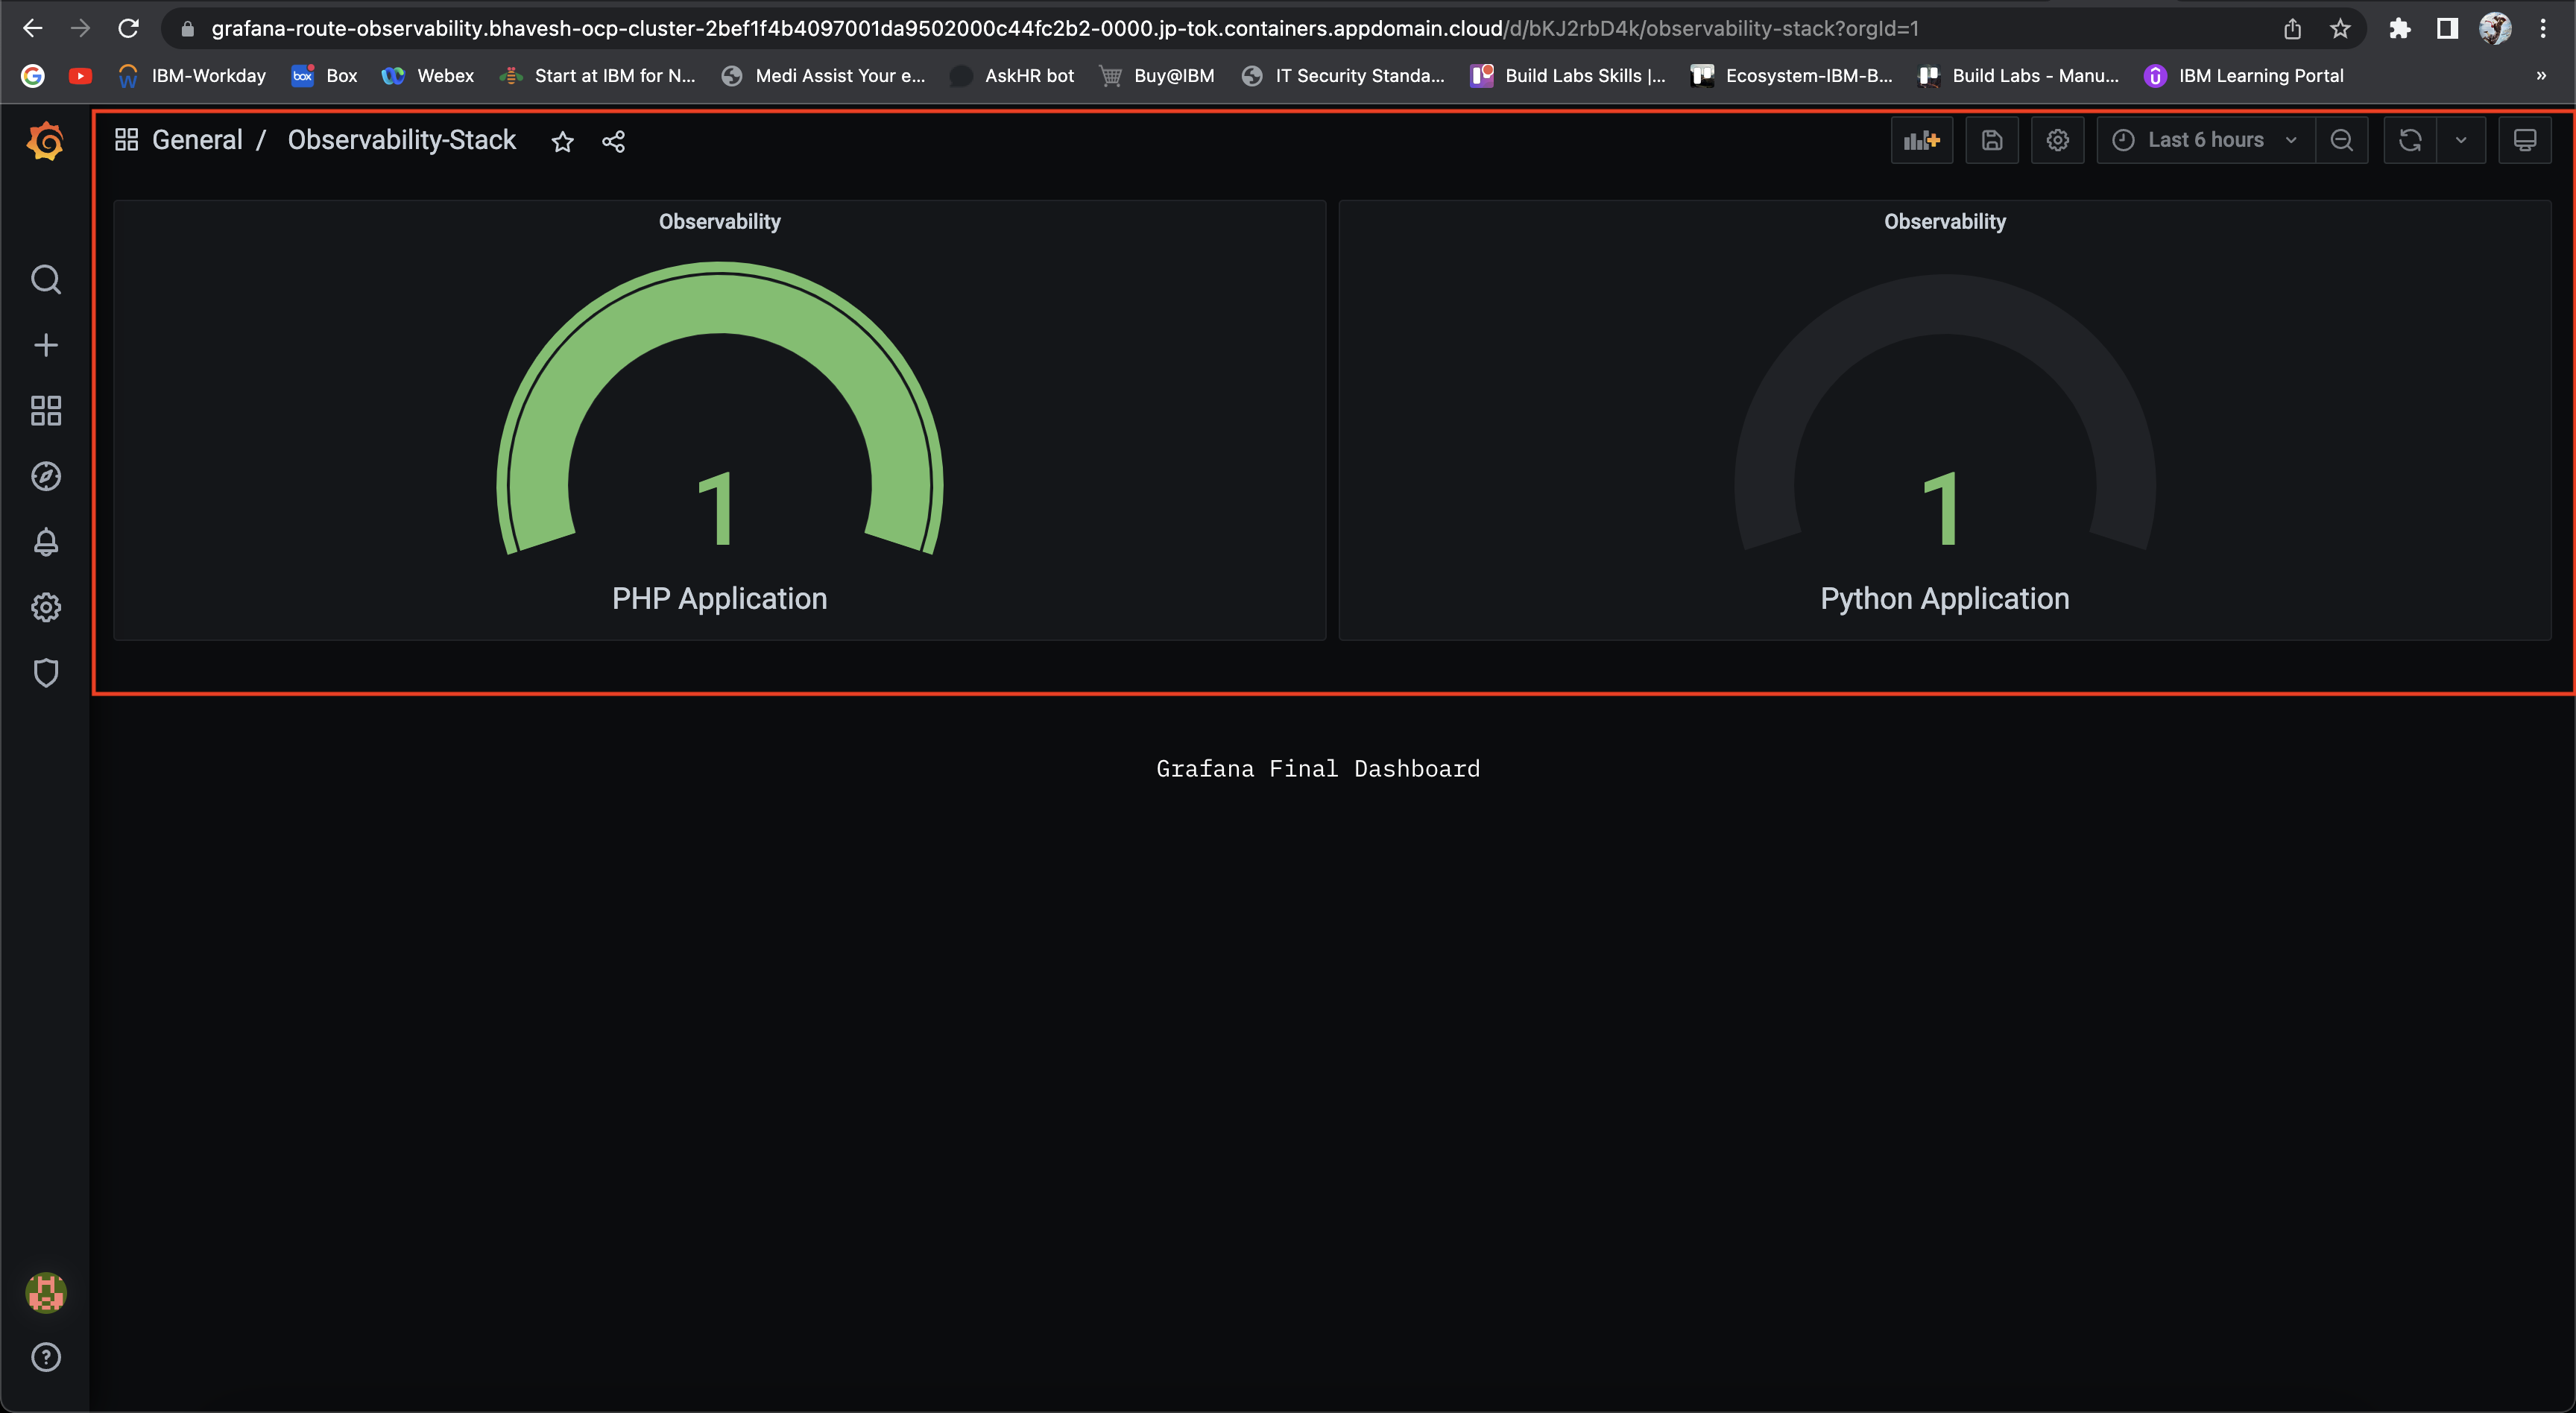 grafana-route-observability.bhavesh-ocp-cluster-2bef1f4b4097001da9502000c44fc2b2-0000.jp-tok.containers.appdomain.cloud/d/bKJ2rbD4k/observability-stack?orgId=1
IBM-Workday box Box Webex Start at IBM for N... Medi Assist Your e... AskHR bot Buy@IBM IT Security Standa... Build Labs Skills |... Ecosystem-IBM-B... Build Labs - Manu... IBM Learning Portal »
General / Observability-Stack Last 6 hours
Observability
1
PHP Application
Observability
1
Python Application
Grafana Final Dashboard